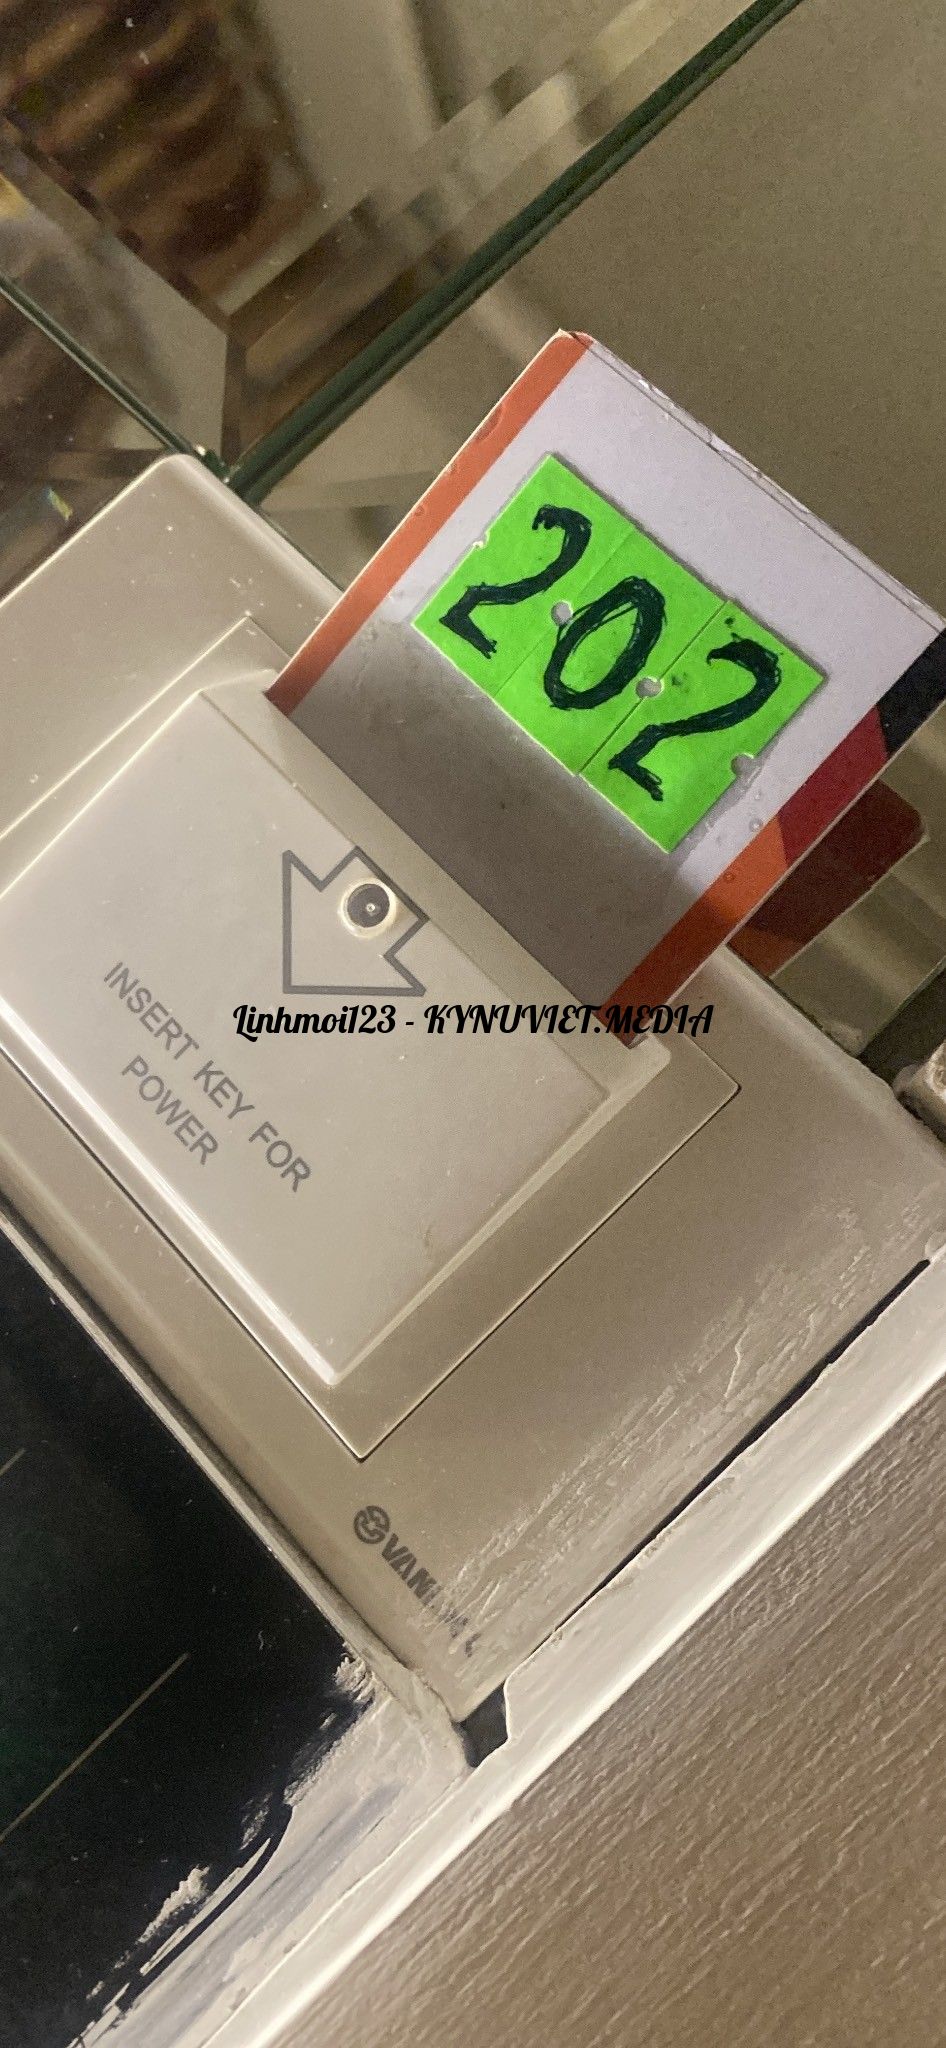 202
Linhmoi123 - KYNUVIET.MEDIA
INSERT KEY FOR
POWER